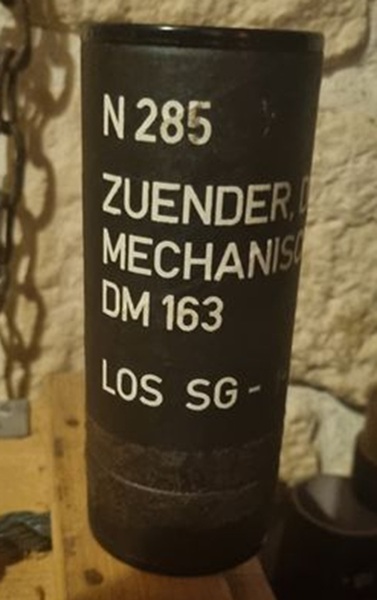 N 285
ZUENDER, D
MECHANISC
DM 163
LOS SG -